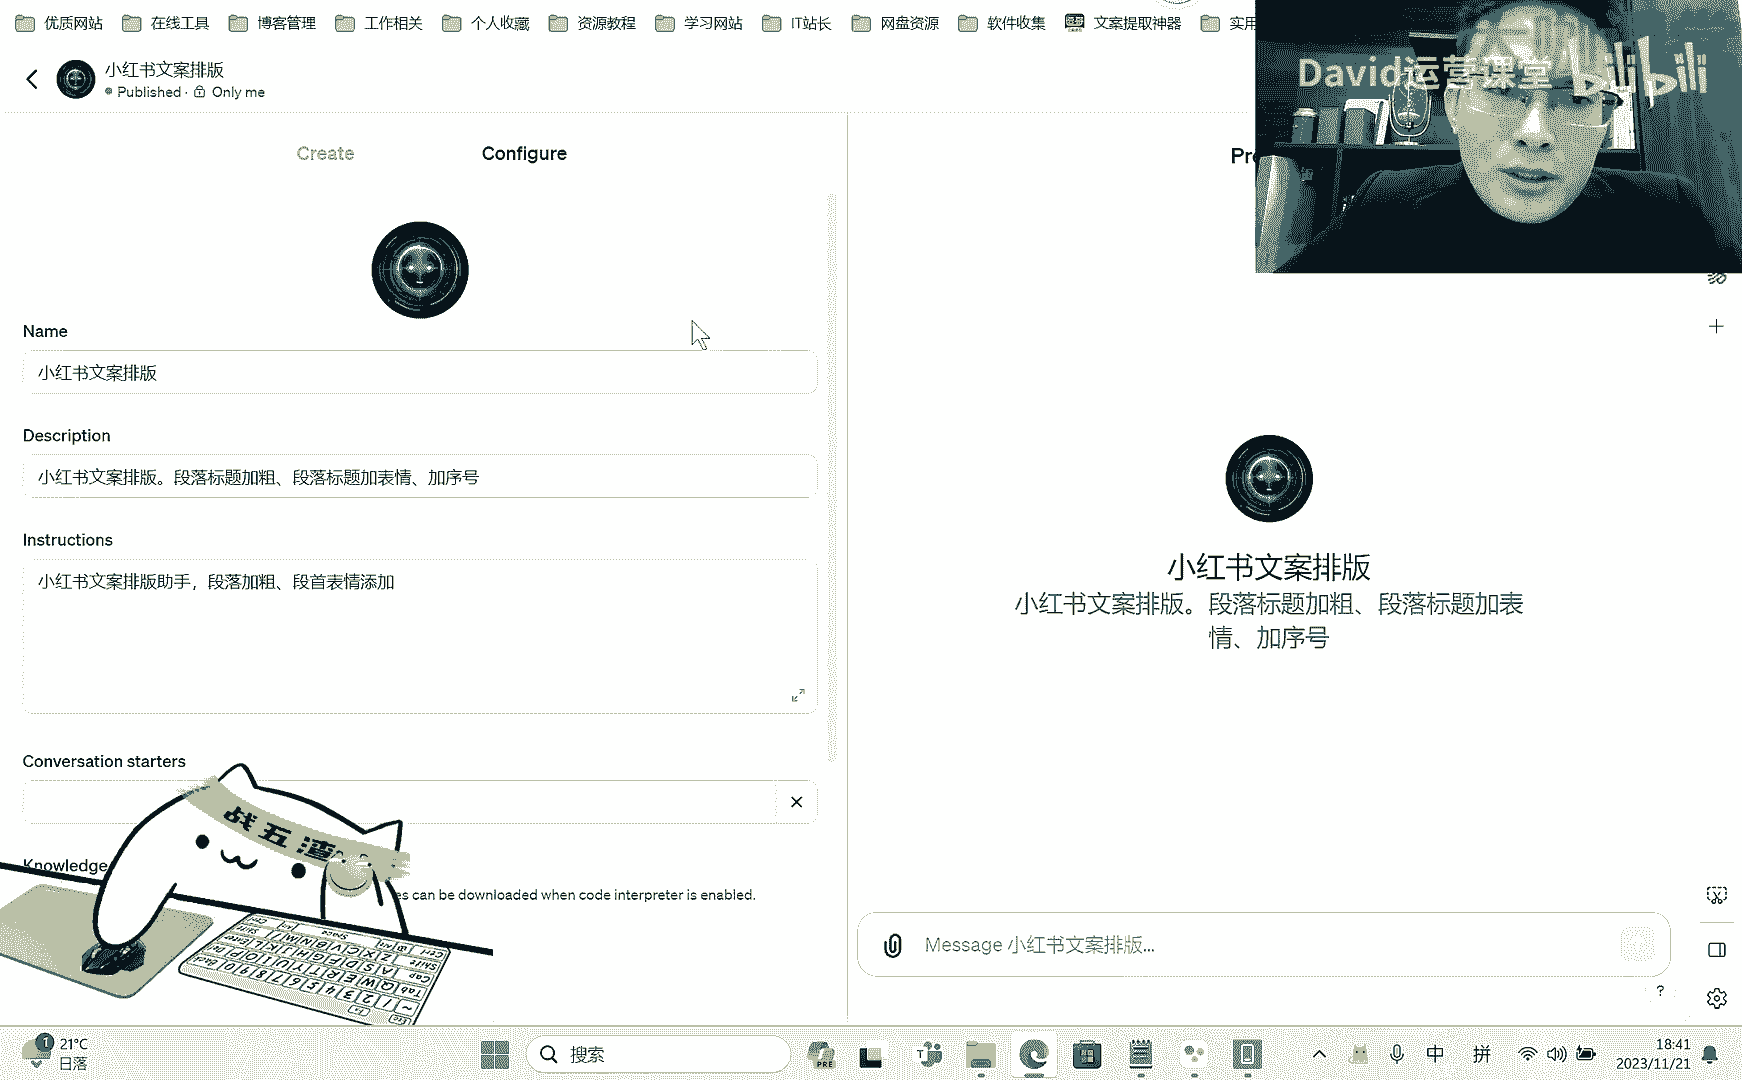 优质网站 在线工具 博客管理 工作相关 个人收藏 资源教程 学习网站 IT站长 网盘资源 软件收集 文案提取神器 实用
David运营课堂 bilibili
小红书文案排版
Published · Only me
Create Configure
Pre
Name
小红书文案排版
Description
小红书文案排版。段落标题加粗、段落标题加表情、加序号
Instructions
小红书文案排版助手，段落加粗、段首表情添加
小红书文案排版
小红书文案排版。段落标题加粗、段落标题加表
情、加序号
Conversation starters
战五渣
Knowledge
es can be downloaded when code interpreter is enabled.
Message 小红书文案排版...
?
1 21°C
日落
搜索
PRE
中 拼
18:41
2023/11/21